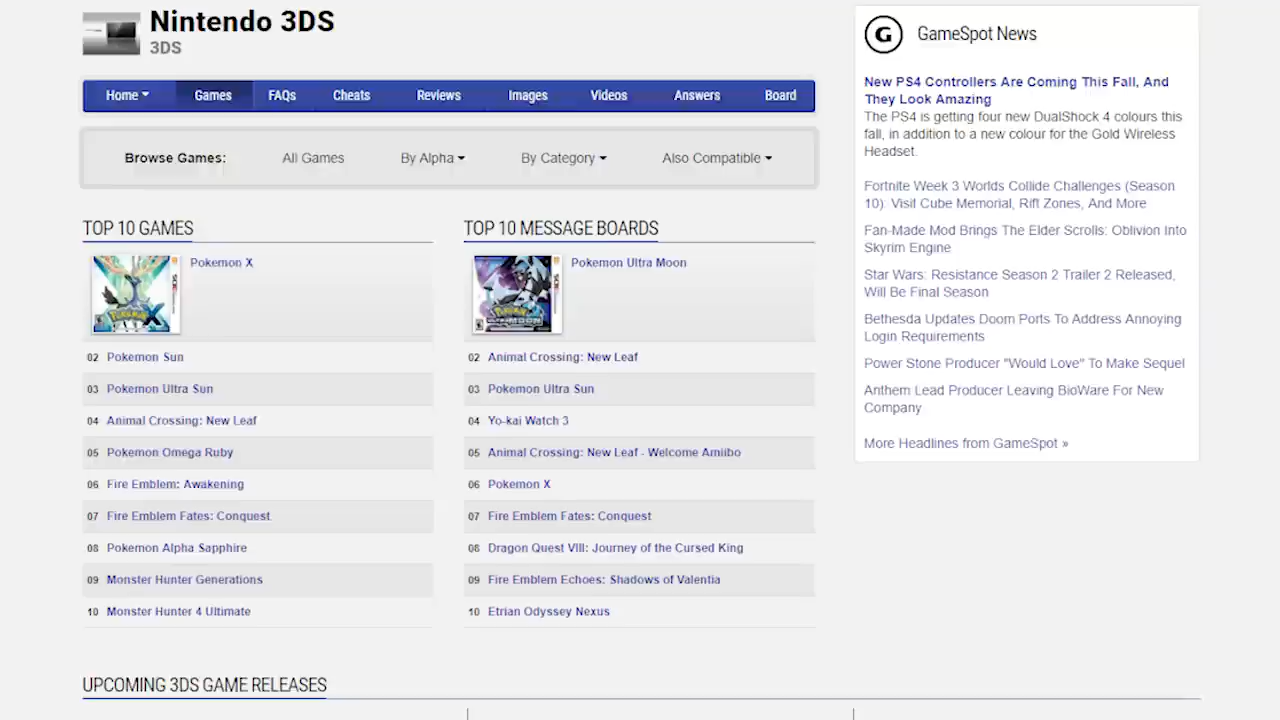 Nintendo 3DS
3DS
Home Games FAQs Cheats Reviews Images Videos Answers Board
Browse Games: All Games By Alpha By Category Also Compatible
TOP 10 GAMES
Pokemon X
02 Pokemon Sun
03 Pokemon Ultra Sun
04 Animal Crossing: New Leaf
05 Pokemon Omega Ruby
06 Fire Emblem: Awakening
07 Fire Emblem Fates: Conquest
08 Pokemon Alpha Sapphire
09 Monster Hunter Generations
10 Monster Hunter 4 Ultimate
TOP 10 MESSAGE BOARDS
Pokemon Ultra Moon
02 Animal Crossing: New Leaf
03 Pokemon Ultra Sun
04 Yo-kai Watch 3
05 Animal Crossing: New Leaf - Welcome Amiibo
06 Pokemon X
07 Fire Emblem Fates: Conquest
08 Dragon Quest VIII: Journey of the Cursed King
09 Fire Emblem Echoes: Shadows of Valentia
10 Etrian Odyssey Nexus
UPCOMING 3DS GAME RELEASES
G GameSpot News
New PS4 Controllers Are Coming This Fall, And
They Look Amazing
The PS4 is getting four new DualShock 4 colours this
fall, in addition to a new colour for the Gold Wireless
Headset.
Fortnite Week 3 Worlds Collide Challenges (Season
10): Visit Cube Memorial, Rift Zones, And More
Fan-Made Mod Brings The Elder Scrolls: Oblivion Into
Skyrim Engine
Star Wars: Resistance Season 2 Trailer 2 Released,
Will Be Final Season
Bethesda Updates Doom Ports To Address Annoying
Login Requirements
Power Stone Producer "Would Love" To Make Sequel
Anthem Lead Producer Leaving BioWare For New
Company
More Headlines from GameSpot »